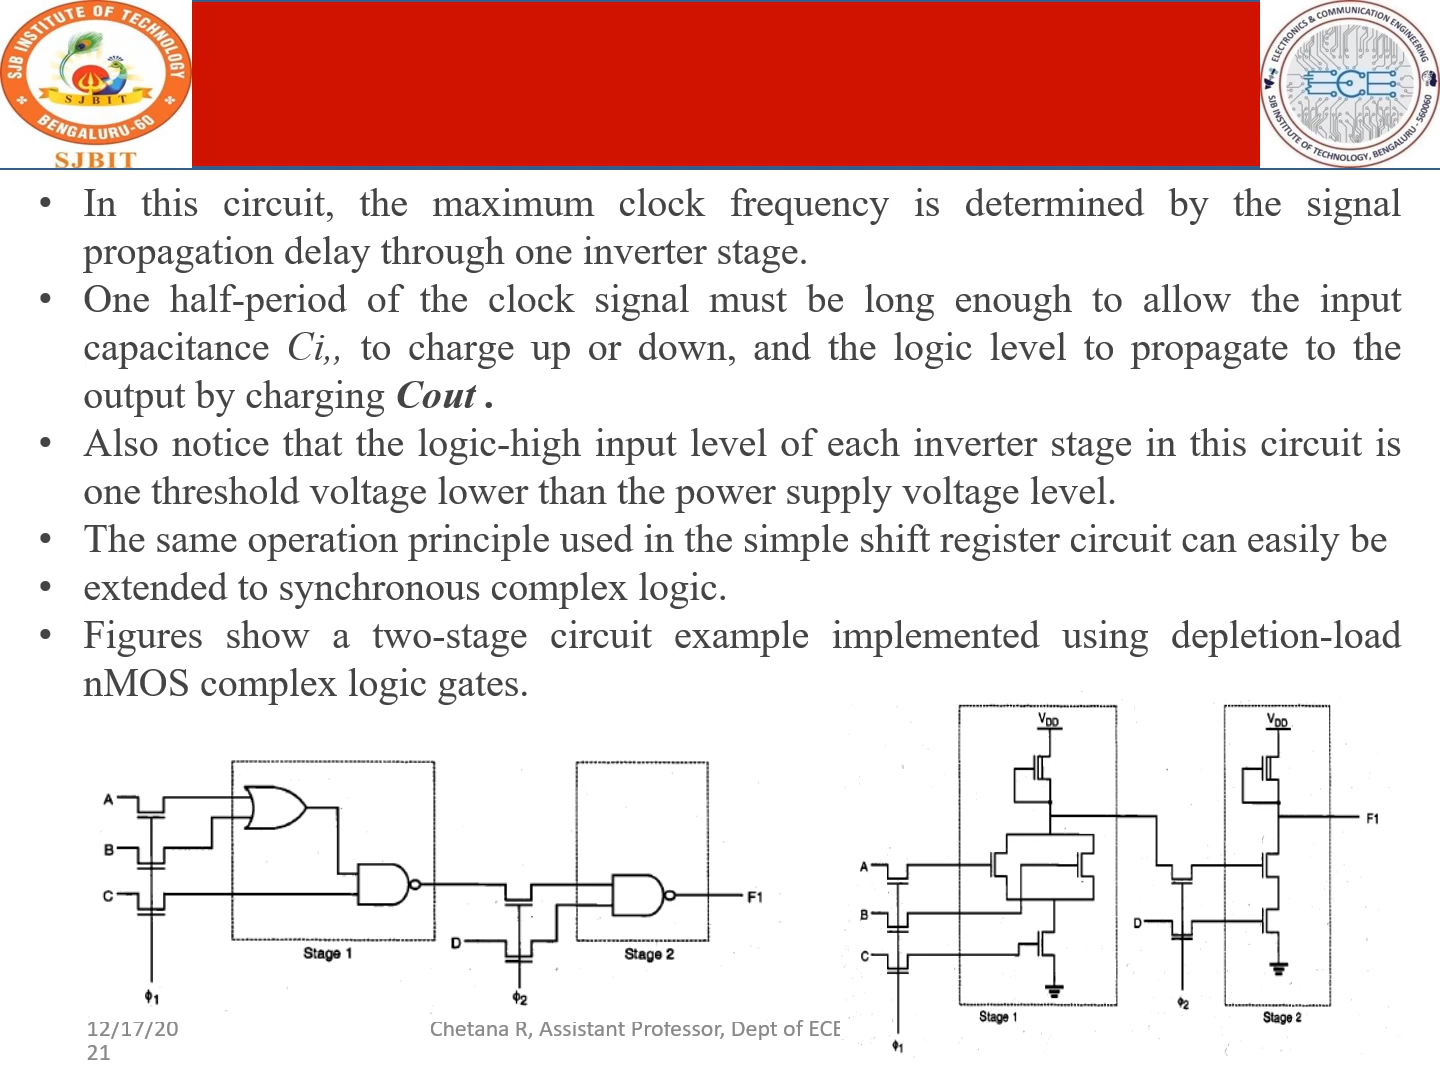 SJB INSTITUTE OF TECHNOLOGY
SJBIT
BENGALURU-60
SJBIT
ELECTRONICS & COMMUNICATION ENGINEERING
ECE
SJB INSTITUTE OF TECHNOLOGY, BENGALURU - 560060
• In this circuit, the maximum clock frequency is determined by the signal
propagation delay through one inverter stage.
• One half-period of the clock signal must be long enough to allow the input
capacitance Ci,, to charge up or down, and the logic level to propagate to the
output by charging Cout .
• Also notice that the logic-high input level of each inverter stage in this circuit is
one threshold voltage lower than the power supply voltage level.
• The same operation principle used in the simple shift register circuit can easily be
• extended to synchronous complex logic.
• Figures show a two-stage circuit example implemented using depletion-load
nMOS complex logic gates.
A
B
C
Stage 1
ϕ1
D
ϕ2
Stage 2
F1
VDD
A
B
C
Stage 1
ϕ1
VDD
D
ϕ2
Stage 2
F1
12/17/20
21
Chetana R, Assistant Professor, Dept of ECE